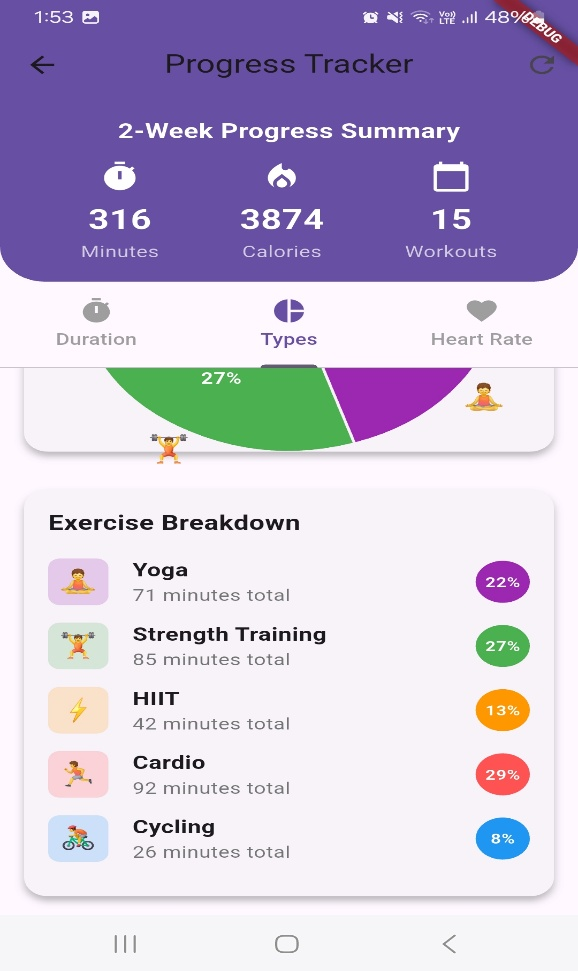 1:53
Vo))
LTE
48%
DEBUG
Progress Tracker
2-Week Progress Summary
316
3874
15
Minutes
Calories
Workouts
Duration
Types
Heart Rate
27%
Exercise Breakdown
Yoga
71 minutes total
22%
Strength Training
85 minutes total
27%
HIIT
42 minutes total
13%
Cardio
92 minutes total
29%
Cycling
26 minutes total
8%